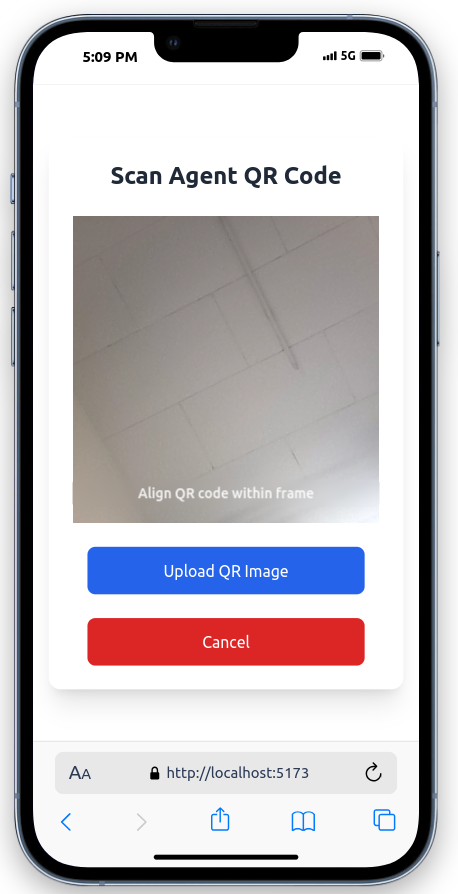 5:09 PM
5G
Scan Agent QR Code
Align QR code within frame
Upload QR Image
Cancel
AA
http://localhost:5173